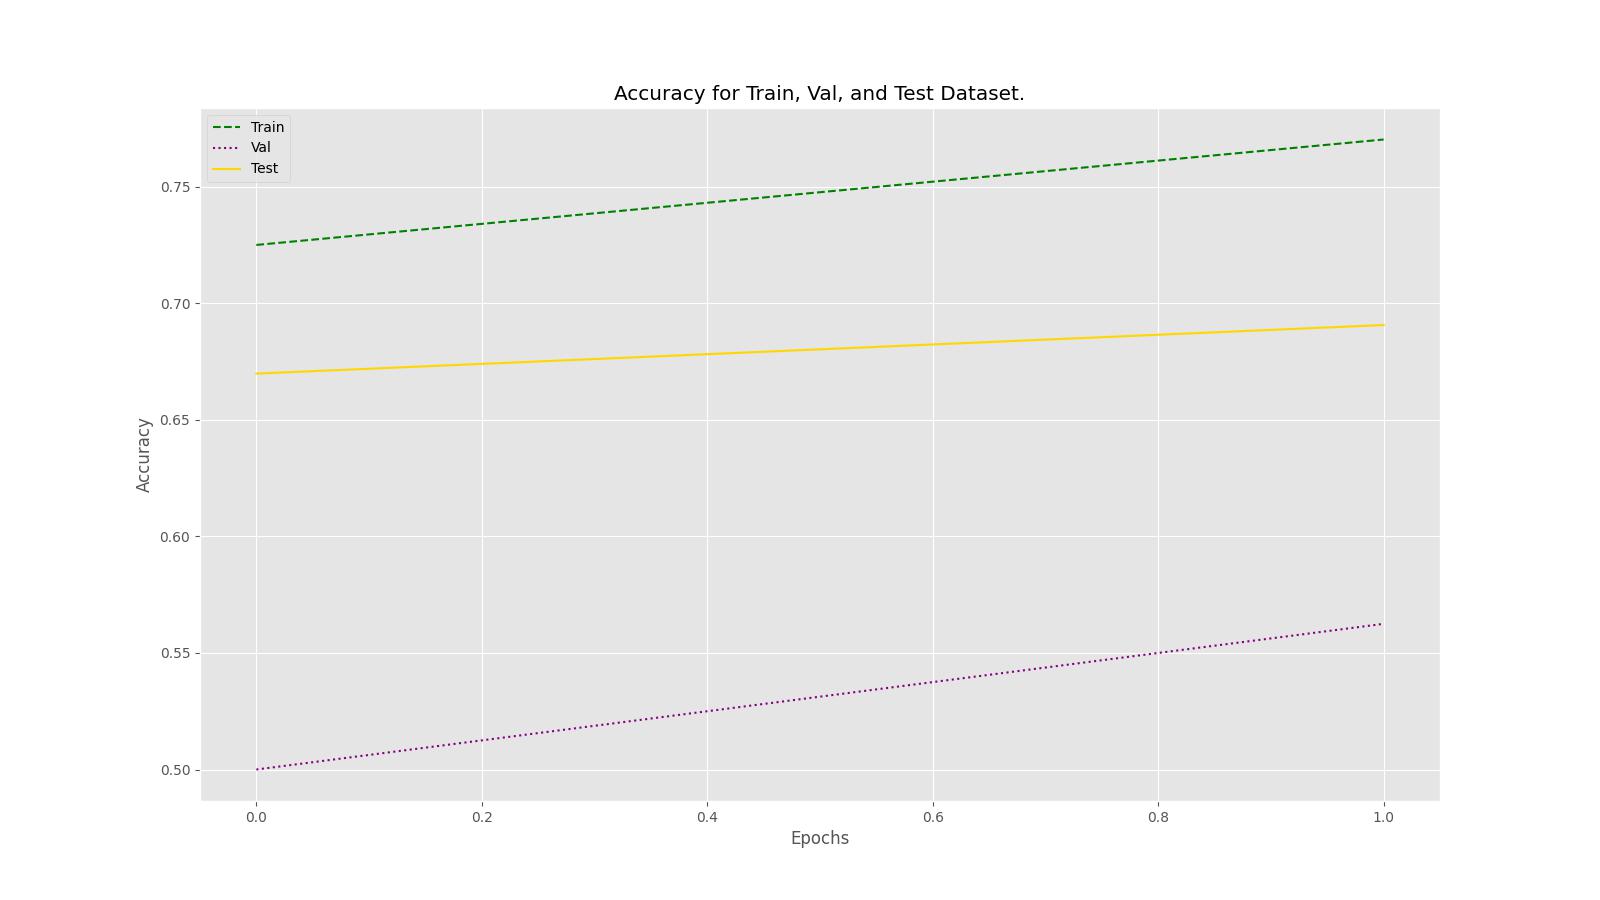 Accuracy for Train, Val, and Test Dataset.
Train
Val
Test
0.75
0.70
0.65
0.60
0.55
0.50
Accuracy
0.0 0.2 0.4 0.6 0.8 1.0
Epochs